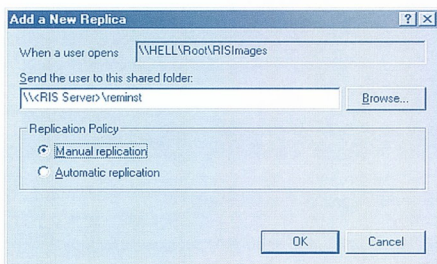 Add a New Replica
When a user opens \\HELL\Root\RISImages
Send the user to this shared folder:
\\<RIS Server>\reminst
Browse...
Replication Policy
Manual replication
Automatic replication
OK
Cancel